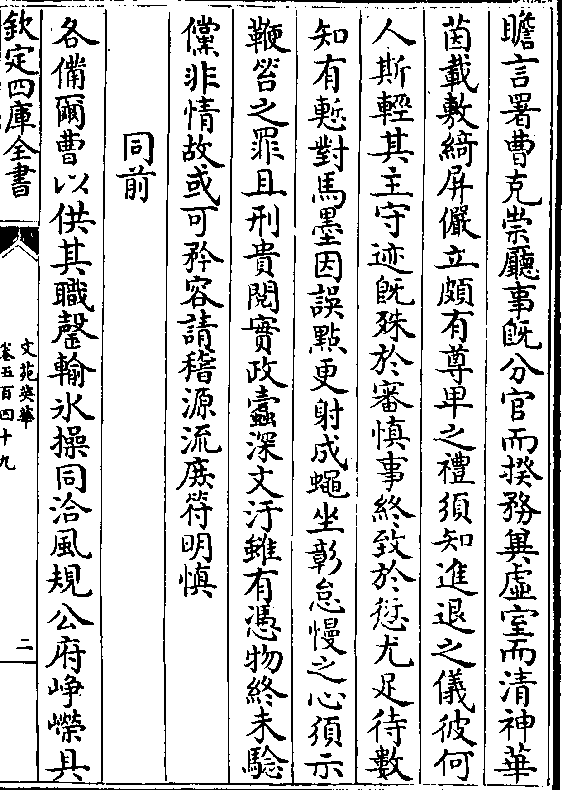 瞻言署曹克崇廳事旣分官而揆務兾虚室而清神華
茵載敷綺屏儼立頗有尊卑之禮須知進退之儀彼何
人斯輕其主守迹旣殊於審慎事終致於愆尤足待數
知有慙對馬墨因誤點更射成蠅坐彰怠慢之心須示
鞭笞之罪且刑貴閱實政蠧深文汙雖有憑物終未驗
儻非情故或可矜容請稽源流庶符明慎
同前
各備爾曹以供其職罄輸氷操同洽風規公府崢嶸具
欽定四庫全書
文苑英華
卷五百四十九
二